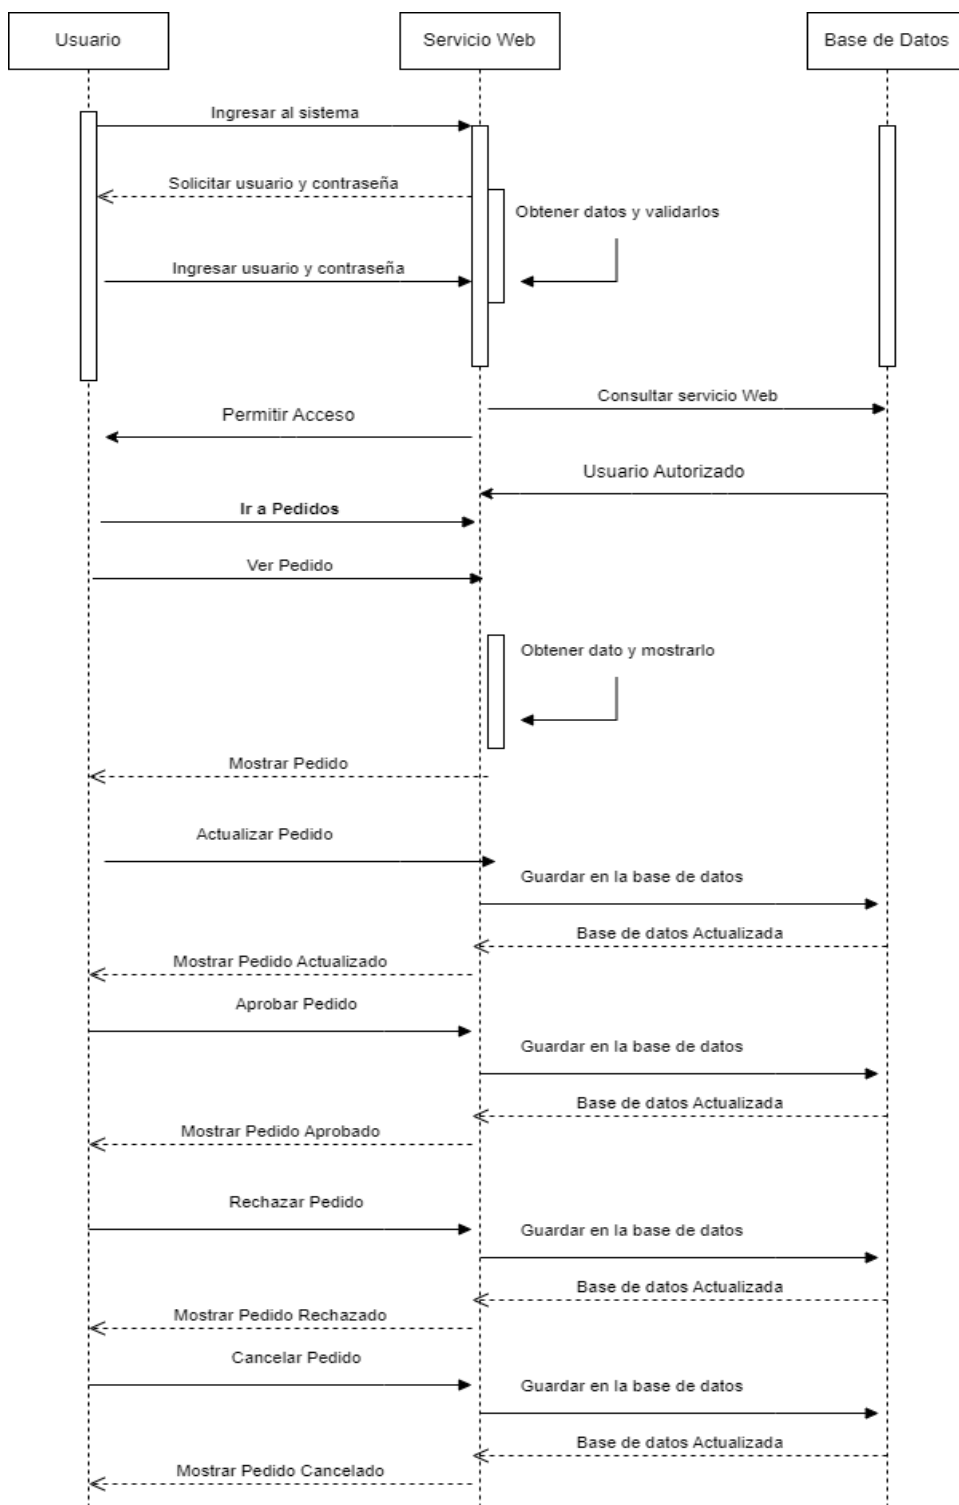 Usuario
Servicio Web
Base de Datos
Ingresar al sistema
Solicitar usuario y contraseña
Obtener datos y validarlos
Ingresar usuario y contraseña
Consultar servicio Web
Permitir Acceso
Usuario Autorizado
Ir a Pedidos
Ver Pedido
Obtener dato y mostrarlo
Mostrar Pedido
Actualizar Pedido
Guardar en la base de datos
Base de datos Actualizada
Mostrar Pedido Actualizado
Aprobar Pedido
Guardar en la base de datos
Base de datos Actualizada
Mostrar Pedido Aprobado
Rechazar Pedido
Guardar en la base de datos
Base de datos Actualizada
Mostrar Pedido Rechazado
Cancelar Pedido
Guardar en la base de datos
Base de datos Actualizada
Mostrar Pedido Cancelado